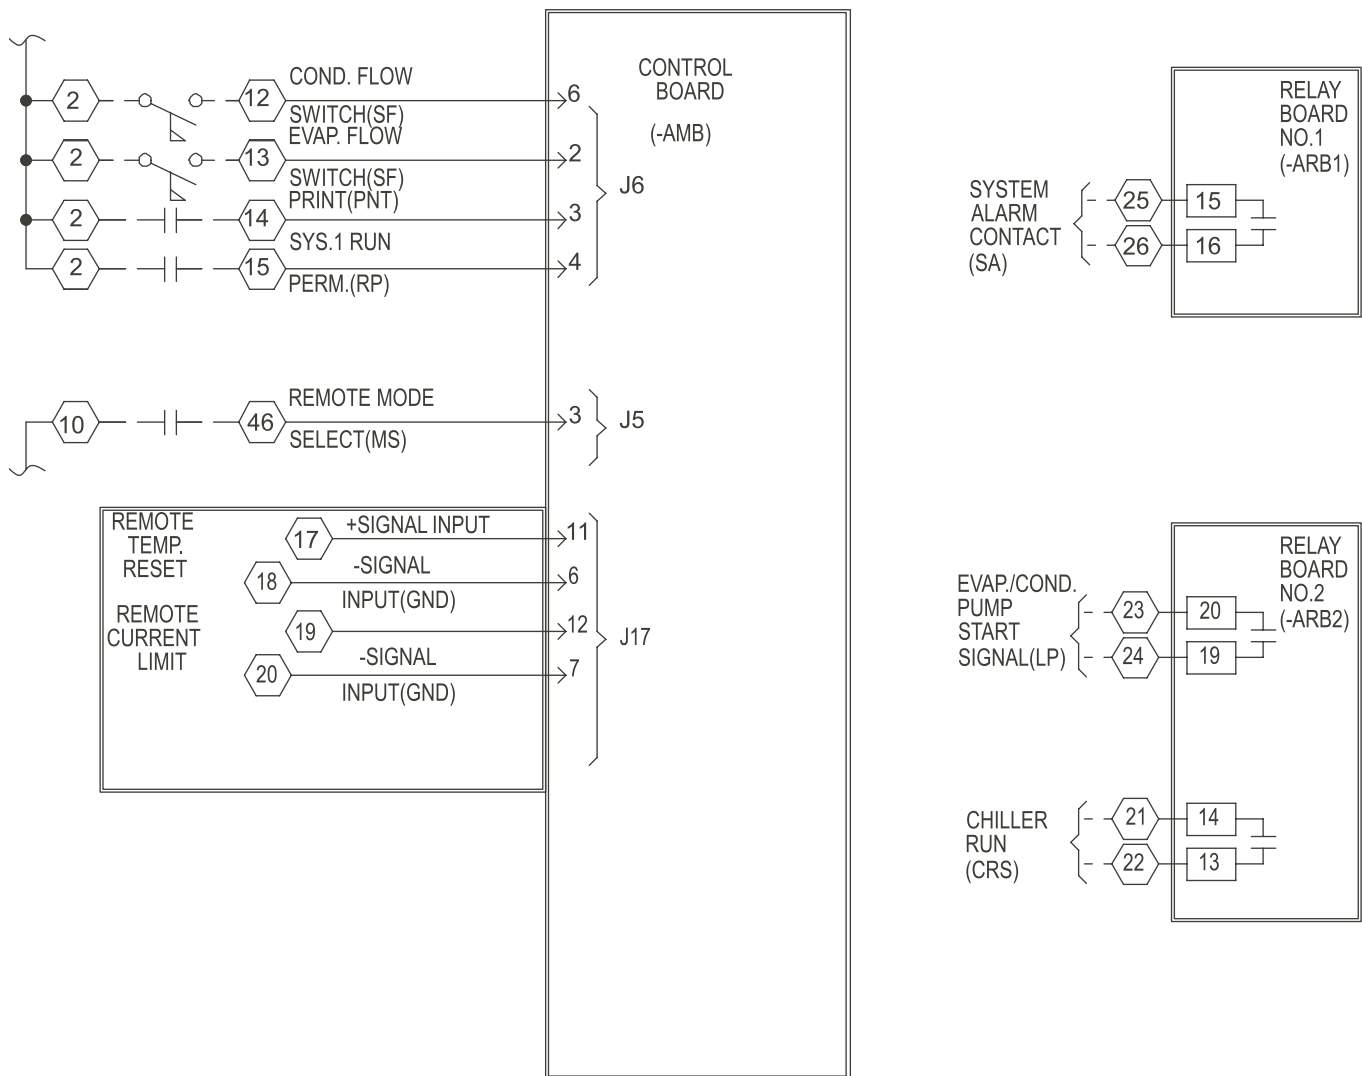 CONTROL
BOARD
(-AMB)
2
12
COND. FLOW
SWITCH(SF)
6
2
13
EVAP. FLOW
SWITCH(SF)
2
2
14
PRINT(PNT)
3
2
15
SYS.1 RUN
PERM.(RP)
4
J6
10
46
REMOTE MODE
SELECT(MS)
3
J5
REMOTE
TEMP.
RESET
17
+SIGNAL INPUT
11
18
-SIGNAL
INPUT(GND)
6
REMOTE
CURRENT
LIMIT
19
12
20
-SIGNAL
INPUT(GND)
7
J17
RELAY
BOARD
NO.1
(-ARB1)
SYSTEM
ALARM
CONTACT
(SA)
25
15
26
16
RELAY
BOARD
NO.2
(-ARB2)
EVAP./COND.
PUMP
START
SIGNAL(LP)
23
20
24
19
CHILLER
RUN
(CRS)
21
14
22
13